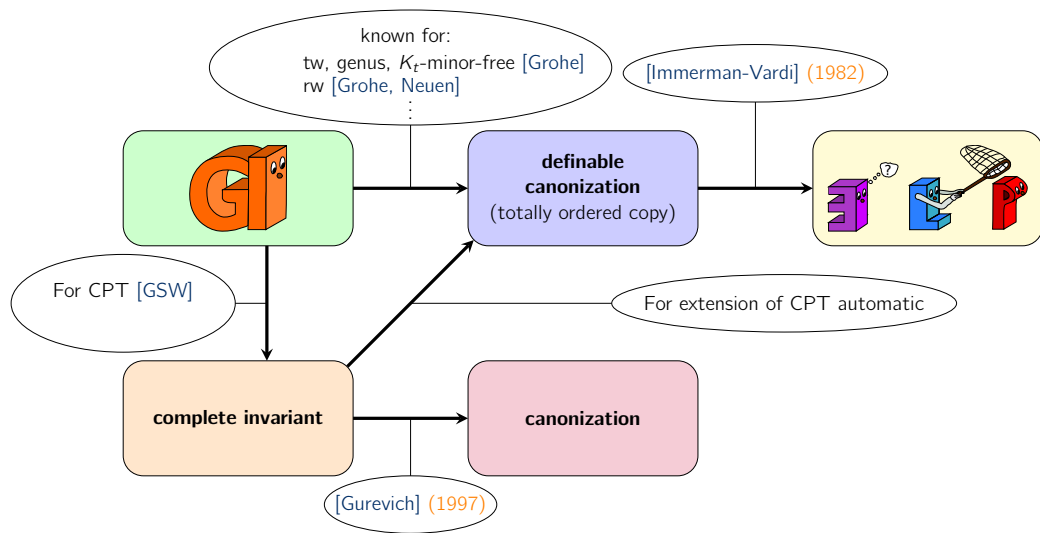 known for:
tw, genus, K_t-minor-free [Grohe]
rw [Grohe, Neuen]
⋮
[Immerman-Vardi] (1982)
GI
definable
canonization
(totally ordered copy)
?
∃ L P
For CPT [GSW]
For extension of CPT automatic
complete invariant
canonization
[Gurevich] (1997)